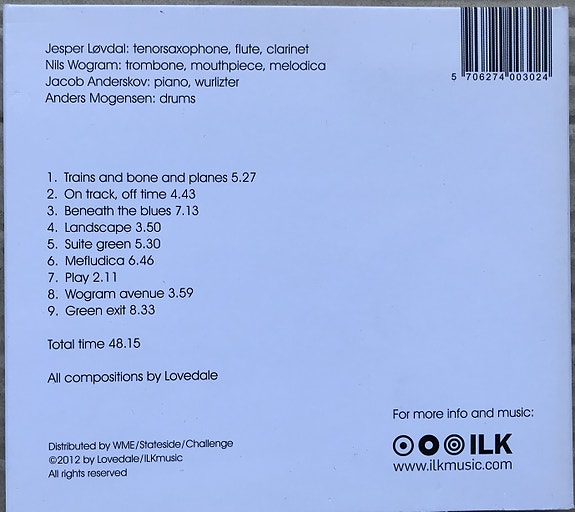 Jesper Løvdal: tenorsaxophone, flute, clarinet
Nils Wogram: trombone, mouthpiece, melodica
Jacob Anderskov: piano, wurlizter
Anders Mogensen: drums
5 706274 003024
1. Trains and bone and planes 5.27
2. On track, off time 4.43
3. Beneath the blues 7.13
4. Landscape 3.50
5. Suite green 5.30
6. Mefludica 6.46
7. Play 2.11
8. Wogram avenue 3.59
9. Green exit 8.33
Total time 48.15
All compositions by Lovedale
Distributed by WME/Stateside/Challenge
©2012 by Lovedale/ILKmusic
All rights reserved
For more info and music:
ILK
www.ilkmusic.com